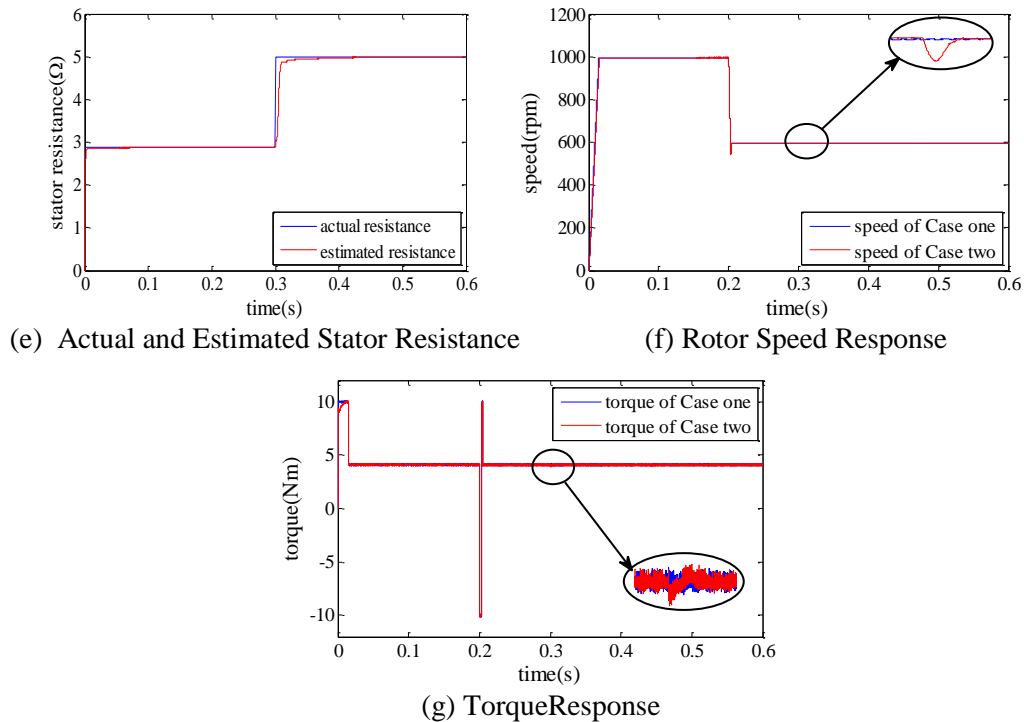 6
5
4
3
2
1
0
stator resistance(Ω)
actual resistance
estimated resistance
0 0.1 0.2 0.3 0.4 0.5 0.6
time(s)
(e) Actual and Estimated Stator Resistance
1200
1000
800
600
400
200
0
speed(rpm)
speed of Case one
speed of Case two
0 0.1 0.2 0.3 0.4 0.5 0.6
time(s)
(f) Rotor Speed Response
10
5
0
-5
-10
torque(Nm)
torque of Case one
torque of Case two
0 0.1 0.2 0.3 0.4 0.5 0.6
time(s)
(g) TorqueResponse